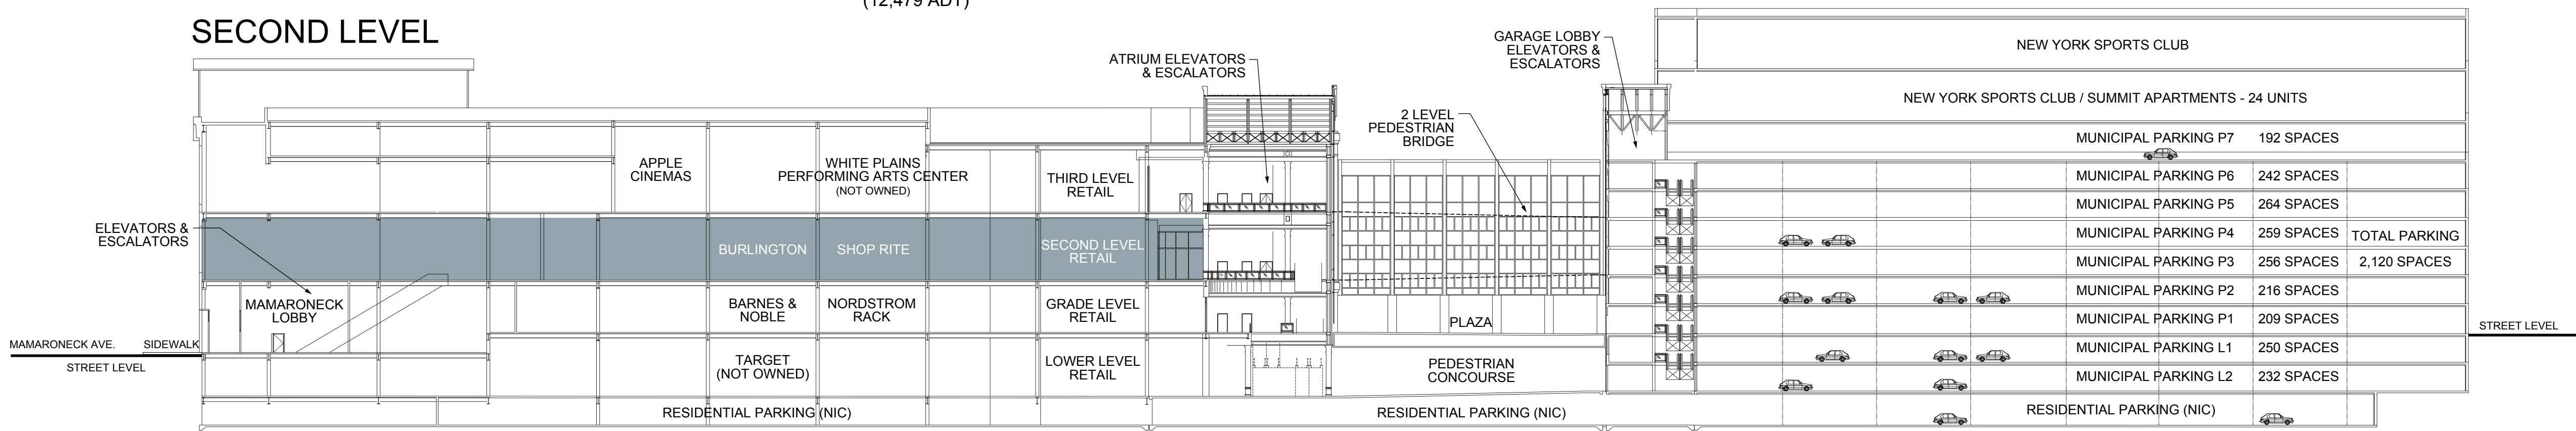 (12,479 ADT)
SECOND LEVEL
ATRIUM ELEVATORS
& ESCALATORS
GARAGE LOBBY
ELEVATORS &
ESCALATORS
2 LEVEL
PEDESTRIAN
BRIDGE
NEW YORK SPORTS CLUB
NEW YORK SPORTS CLUB / SUMMIT APARTMENTS - 24 UNITS
MUNICIPAL PARKING P7 192 SPACES
MUNICIPAL PARKING P6 242 SPACES
MUNICIPAL PARKING P5 264 SPACES
MUNICIPAL PARKING P4 259 SPACES
MUNICIPAL PARKING P3 256 SPACES
MUNICIPAL PARKING P2 216 SPACES
MUNICIPAL PARKING P1 209 SPACES
MUNICIPAL PARKING L1 250 SPACES
MUNICIPAL PARKING L2 232 SPACES
TOTAL PARKING
2,120 SPACES
APPLE
CINEMAS
WHITE PLAINS
PERFORMING ARTS CENTER
(NOT OWNED)
THIRD LEVEL
RETAIL
ELEVATORS &
ESCALATORS
BURLINGTON
SHOP RITE
SECOND LEVEL
RETAIL
MAMARONECK
LOBBY
BARNES &
NOBLE
NORDSTROM
RACK
GRADE LEVEL
RETAIL
PLAZA
MAMARONECK AVE.
SIDEWALK
STREET LEVEL
STREET LEVEL
TARGET
(NOT OWNED)
LOWER LEVEL
RETAIL
PEDESTRIAN
CONCOURSE
RESIDENTIAL PARKING (NIC)
RESIDENTIAL PARKING (NIC)
RESIDENTIAL PARKING (NIC)